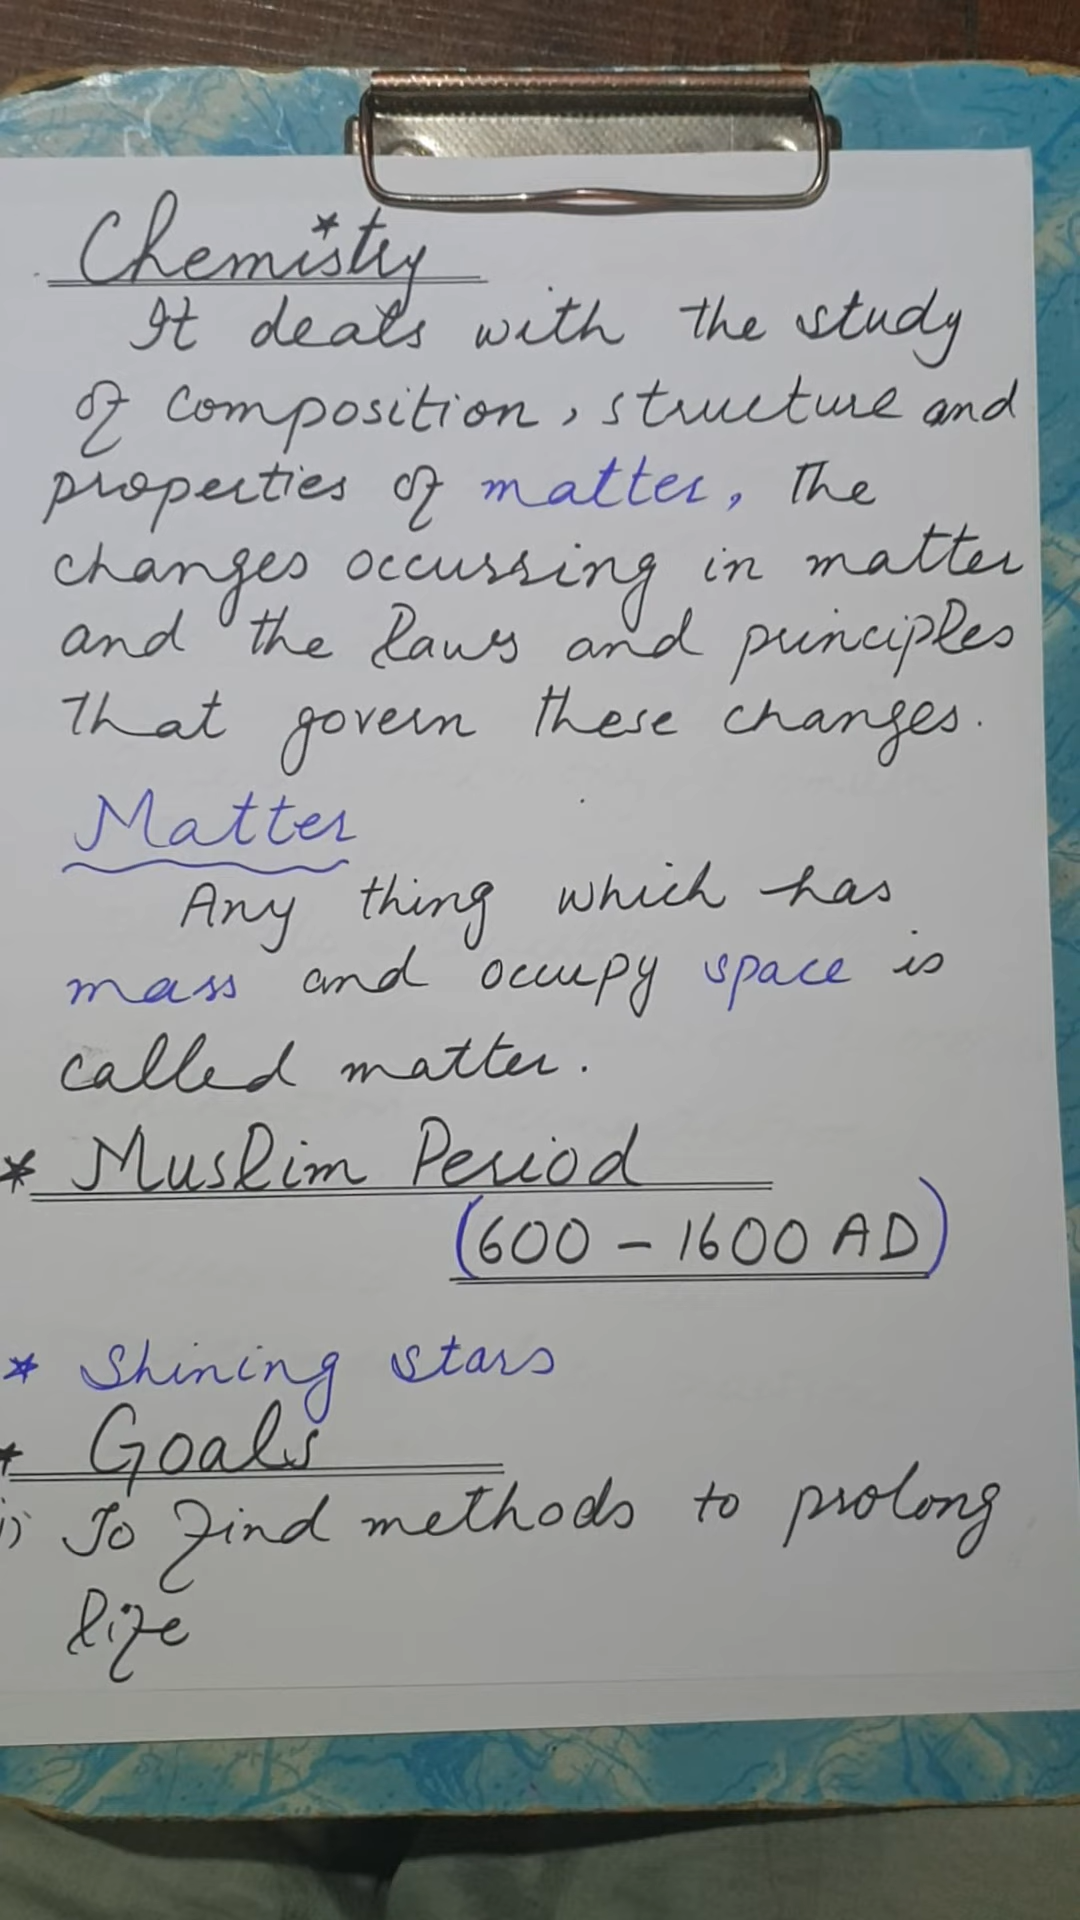 Chemistry
It deals with the study
of composition, structure and
properties of matter, the
changes occurring in matter
and the laws and principles
that govern these changes.
Matter
Any thing which has
mass and occupy space is
called matter.
* Muslim Period
(600 - 1600 AD)
* Shining stars
* Goals
i) To find methods to prolong
life